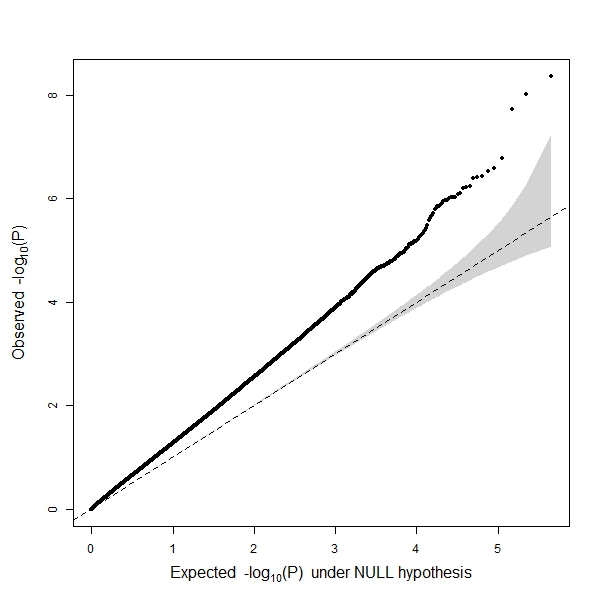 8
6
4
2
0
Observed -log10(P)
0 1 2 3 4 5
Expected -log10(P) under NULL hypothesis